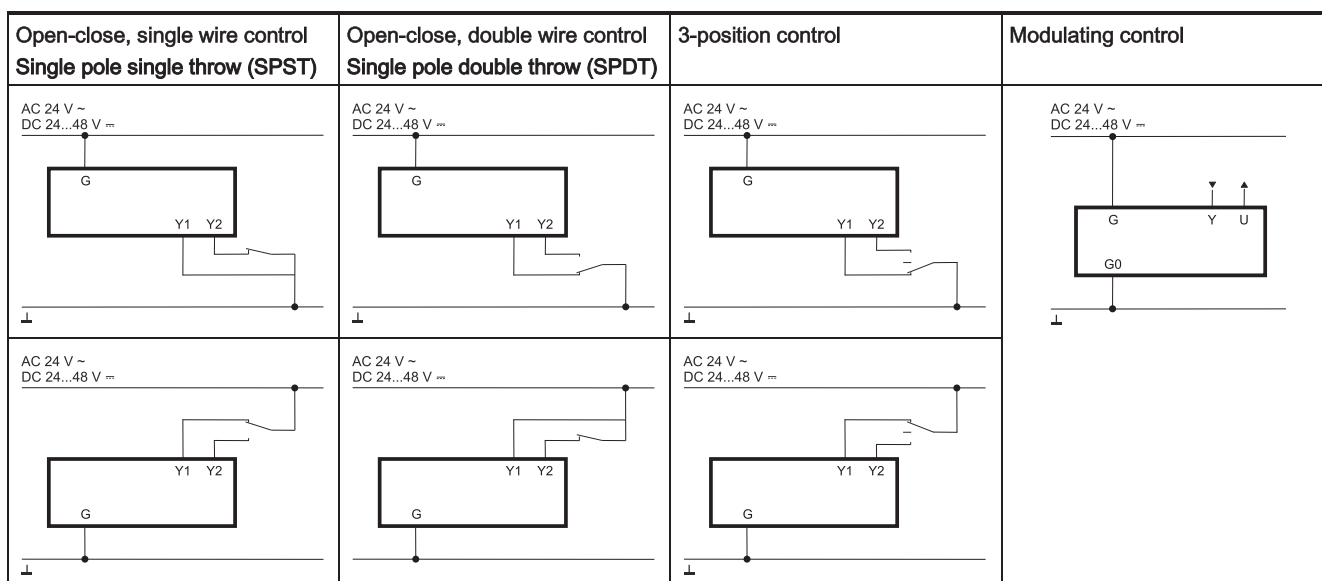 Open-close, single wire control
Single pole single throw (SPST)
Open-close, double wire control
Single pole double throw (SPDT)
3-position control
Modulating control
AC 24 V ~
DC 24...48 V ⎓
G
Y1 Y2
AC 24 V ~
DC 24...48 V ⎓
G
Y1 Y2
AC 24 V ~
DC 24...48 V ⎓
G
Y1 Y2
AC 24 V ~
DC 24...48 V ⎓
G Y U
G0
AC 24 V ~
DC 24...48 V ⎓
Y1 Y2
G
AC 24 V ~
DC 24...48 V ⎓
Y1 Y2
G
AC 24 V ~
DC 24...48 V ⎓
Y1 Y2
G